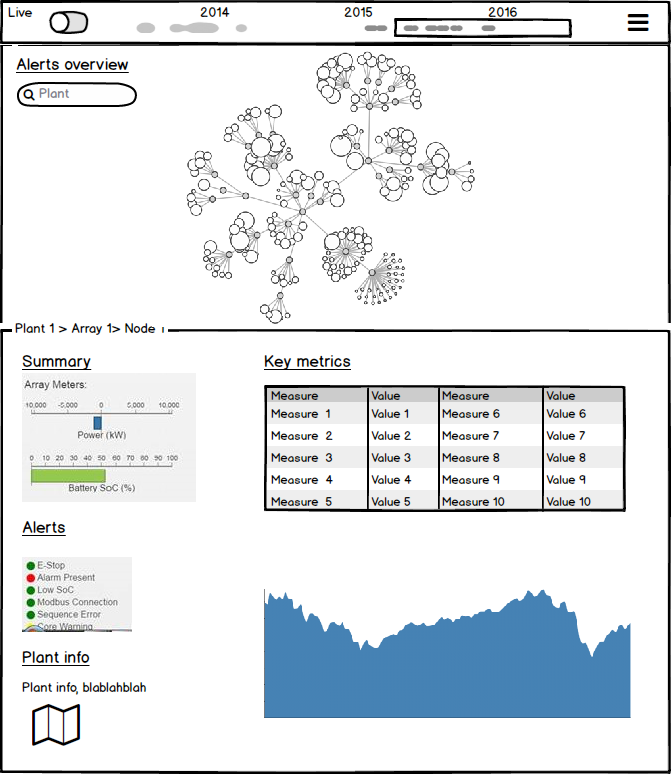 Live 2014 2015 2016
Alerts overview
Plant
Plant 1 > Array 1> Node
Summary
Array Meters:
10,000 -5,000 0 5,000 10,000
Power (kW)
0 10 20 30 40 50 60 70 80 90 100
Battery SoC (%)
Key metrics
Measure Value Measure Value
Measure 1 Value 1 Measure 6 Value 6
Measure 2 Value 2 Measure 7 Value 7
Measure 3 Value 3 Measure 8 Value 8
Measure 4 Value 4 Measure 9 Value 9
Measure 5 Value 5 Measure 10 Value 10
Alerts
E-Stop
Alarm Present
Low SoC
Modbus Connection
Sequence Error
Core Warning
Plant info
Plant info, blablahblah